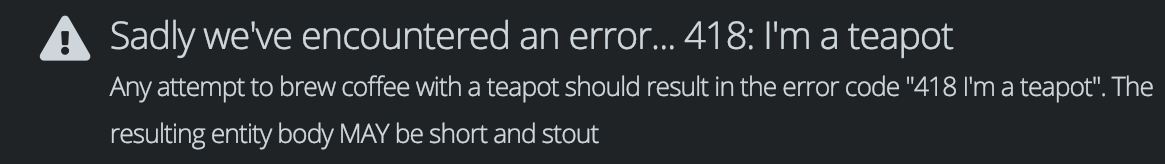 Sadly we've encountered an error... 418: I'm a teapot
Any attempt to brew coffee with a teapot should result in the error code "418 I'm a teapot". The
resulting entity body MAY be short and stout